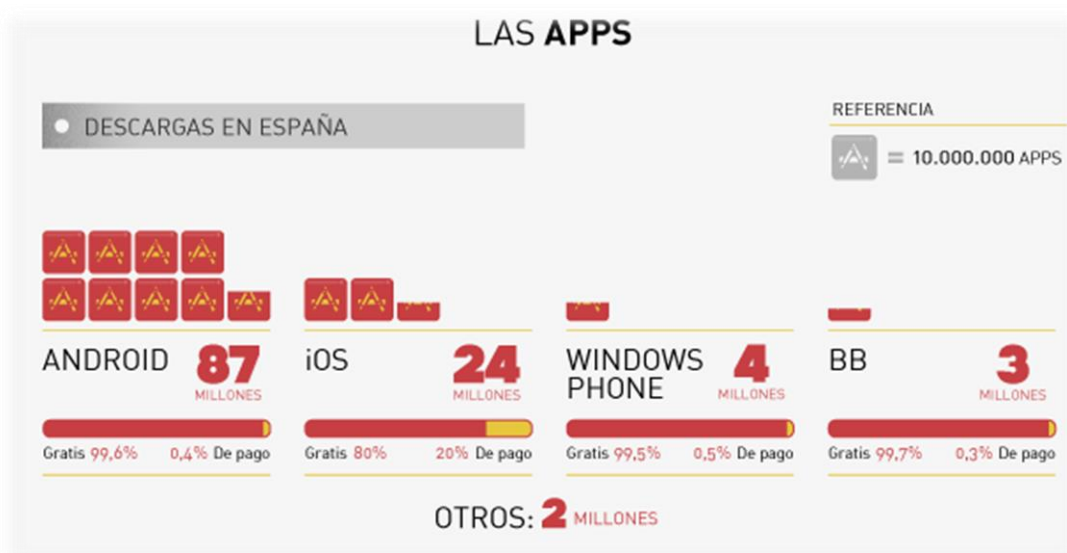 LAS APPS
DESCARGAS EN ESPAÑA
REFERENCIA
= 10.000.000 APPS
ANDROID 87 MILLONES
Gratis 99,6% 0,4% De pago
iOS 24 MILLONES
Gratis 80% 20% De pago
WINDOWS PHONE 4 MILLONES
Gratis 99,5% 0,5% De pago
BB 3 MILLONES
Gratis 99,7% 0,3% De pago
OTROS: 2 MILLONES